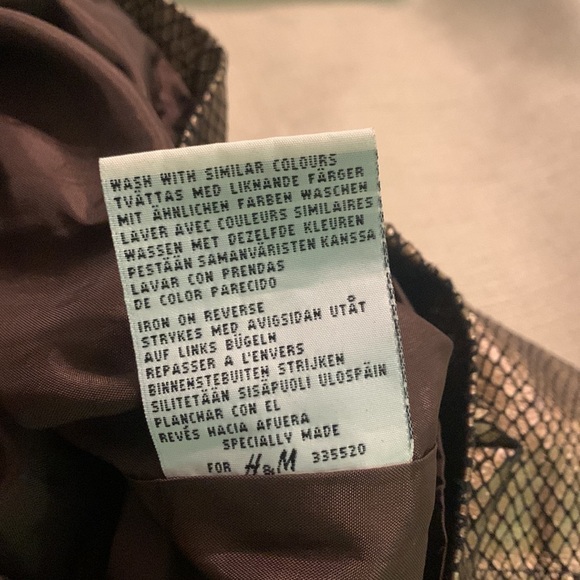 WASH WITH SIMILAR COLOURS
TVÄTTAS MED LIKNANDE FÄRGER
MIT ÄHNLICHEN FARBEN WASCHEN
LAVER AVEC COULEURS SIMILAIRES
WASSEN MET DEZELFDE KLEUREN
PESTÄÄN SAMANVÄRISTEN KANSSA
LAVAR CON PRENDAS
DE COLOR PARECIDO
IRON ON REVERSE
STRYKES MED AVIGSIDAN UTÅT
AUF LINKS BÜGELN
REPASSER A L'ENVERS
BINNENSTEBUITEN STRIJKEN
SILITETÄÄN SISÄPUOLI ULOSPÄIN
PLANCHAR CON EL
REVÉS HACIA AFUERA
SPECIALLY MADE
FOR H&M 335520